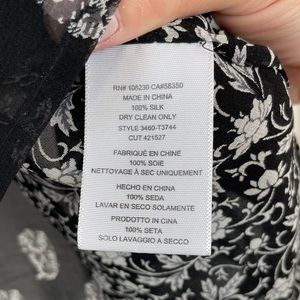 RN# 108230 CA#58350
MADE IN CHINA
100% SILK
DRY CLEAN ONLY
STYLE 3460-T3744
CUT 421527
FABRIQUÉ EN CHINE
100% SOIE
NETTOYAGE À SEC UNIQUEMENT
HECHO EN CHINA
100% SEDA
LAVAR EN SECO SOLAMENTE
PRODOTTO IN CINA
100% SETA
SOLO LAVAGGIO A SECCO